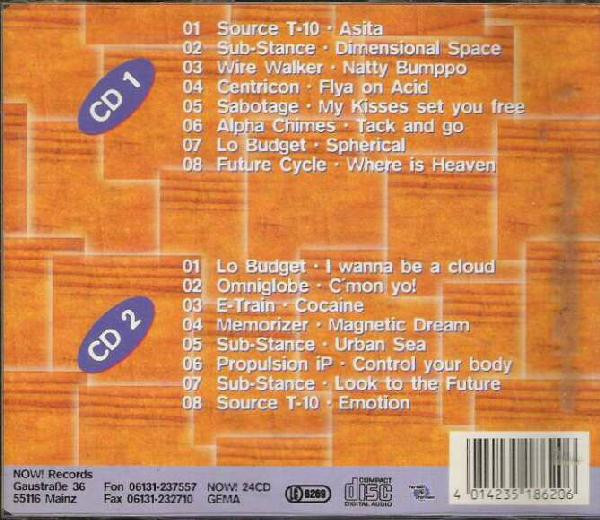 CD 1
01 Source T-10 · Asita
02 Sub-Stance · Dimensional Space
03 Wire Walker · Natty Bumppo
04 Centricon · Flya on Acid
05 Sabotage · My Kisses set you free
06 Alpha Chimes · Tack and go
07 Lo Budget · Spherical
08 Future Cycle · Where is Heaven
CD 2
01 Lo Budget · I wanna be a cloud
02 Omniglobe · C´mon yo!
03 E-Train · Cocaine
04 Memorizer · Magnetic Dream
05 Sub-Stance · Urban Sea
06 Propulsion iP · Control your body
07 Sub-Stance · Look to the Future
08 Source T-10 · Emotion
NOW! Records
Gaustraße 36 Fon 06131-237557 NOW! 24CD
55116 Mainz Fax 06131-232710 GEMA
LC 8269
COMPACT
disc
DIGITAL AUDIO
4 014235 186206